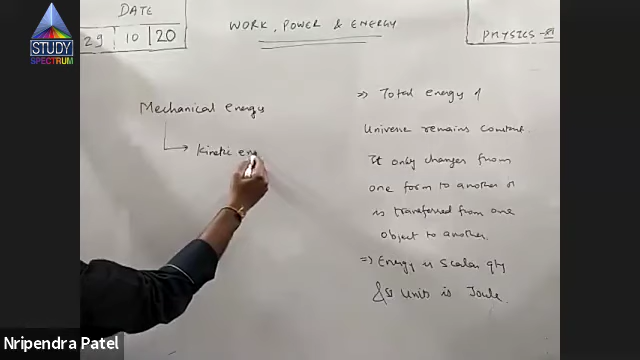 STUDY
SPECTRUM
DATE
29 10 20
WORK, POWER & ENERGY
PHYSICS-
Mechanical energy
Kinetic ene
=> Total energy of
Universe remains constant.
It only changes from
one form to another or
is transferred from one
object to another.
=> Energy is scalar qty
& SI Units is Joule.
Nripendra Patel